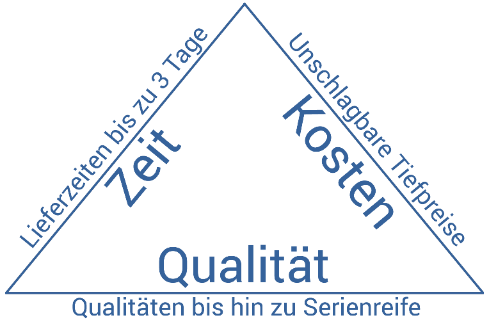 Lieferzeiten bis zu 3 Tage
Zeit
Unschlagbare Tiefpreise
Kosten
Qualität
Qualitäten bis hin zu Serienreife